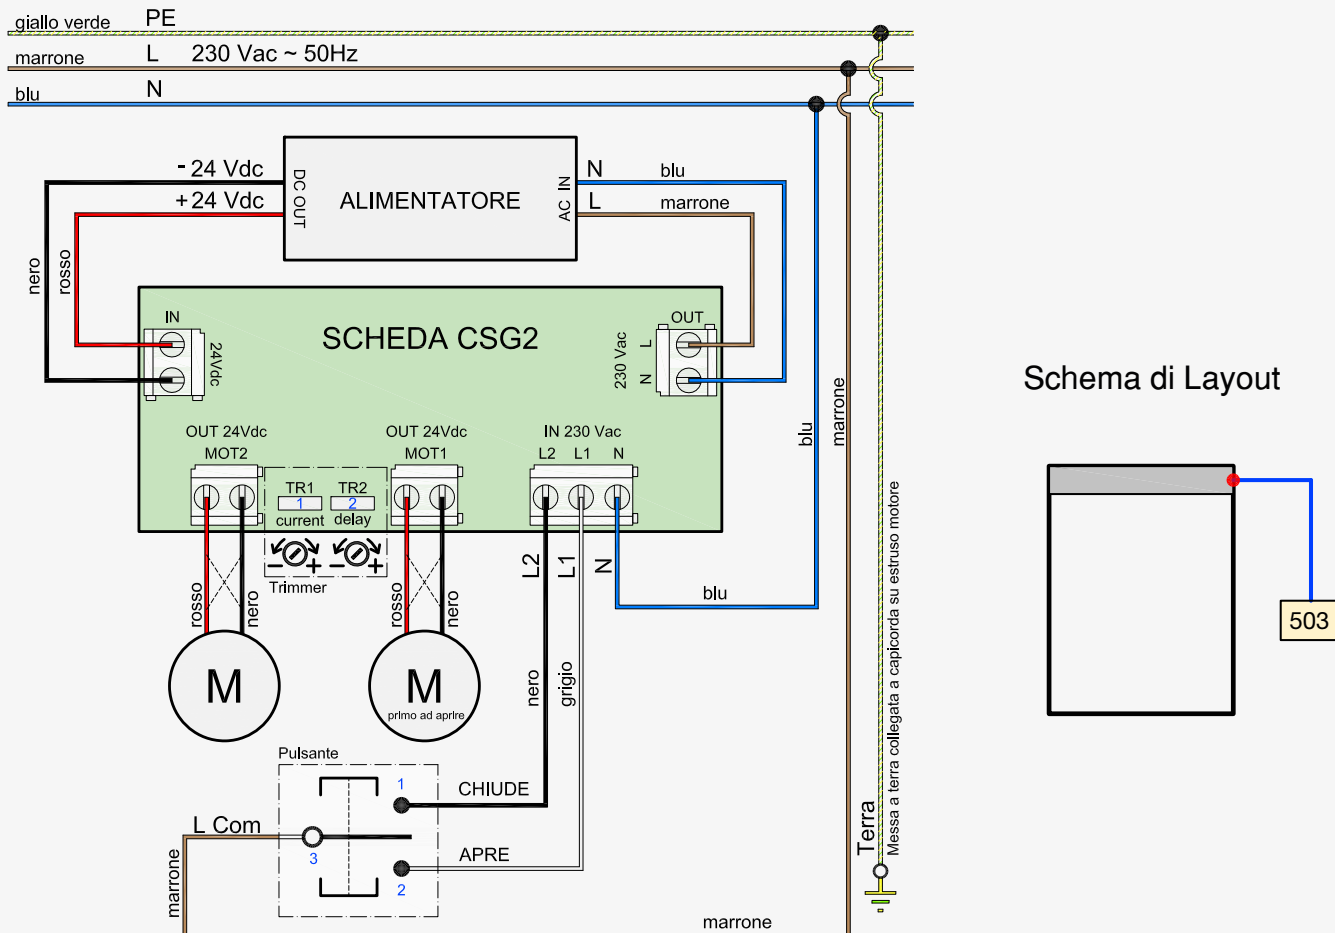 giallo verde PE
marrone L 230 Vac ~ 50Hz
blu N
- 24 Vdc
+ 24 Vdc
DC OUT
ALIMENTATORE
AC IN
N blu
L marrone
nero
rosso
IN
24Vdc
SCHEDA CSG2
OUT
230 Vac
L
N
OUT 24Vdc
MOT2
OUT 24Vdc
MOT1
IN 230 Vac
L2 L1 N
TR1 TR2
1 2
current delay
- + - +
Trimmer
rosso
nero
rosso
nero
L2
L1
N
blu
blu
marrone
M
M
primo ad aprire
nero
grigio
Pulsante
1
CHIUDE
L Com
3
APRE
2
marrone
marrone
Terra
Messa a terra collegata a capicorda su estruso motore
Schema di Layout
503